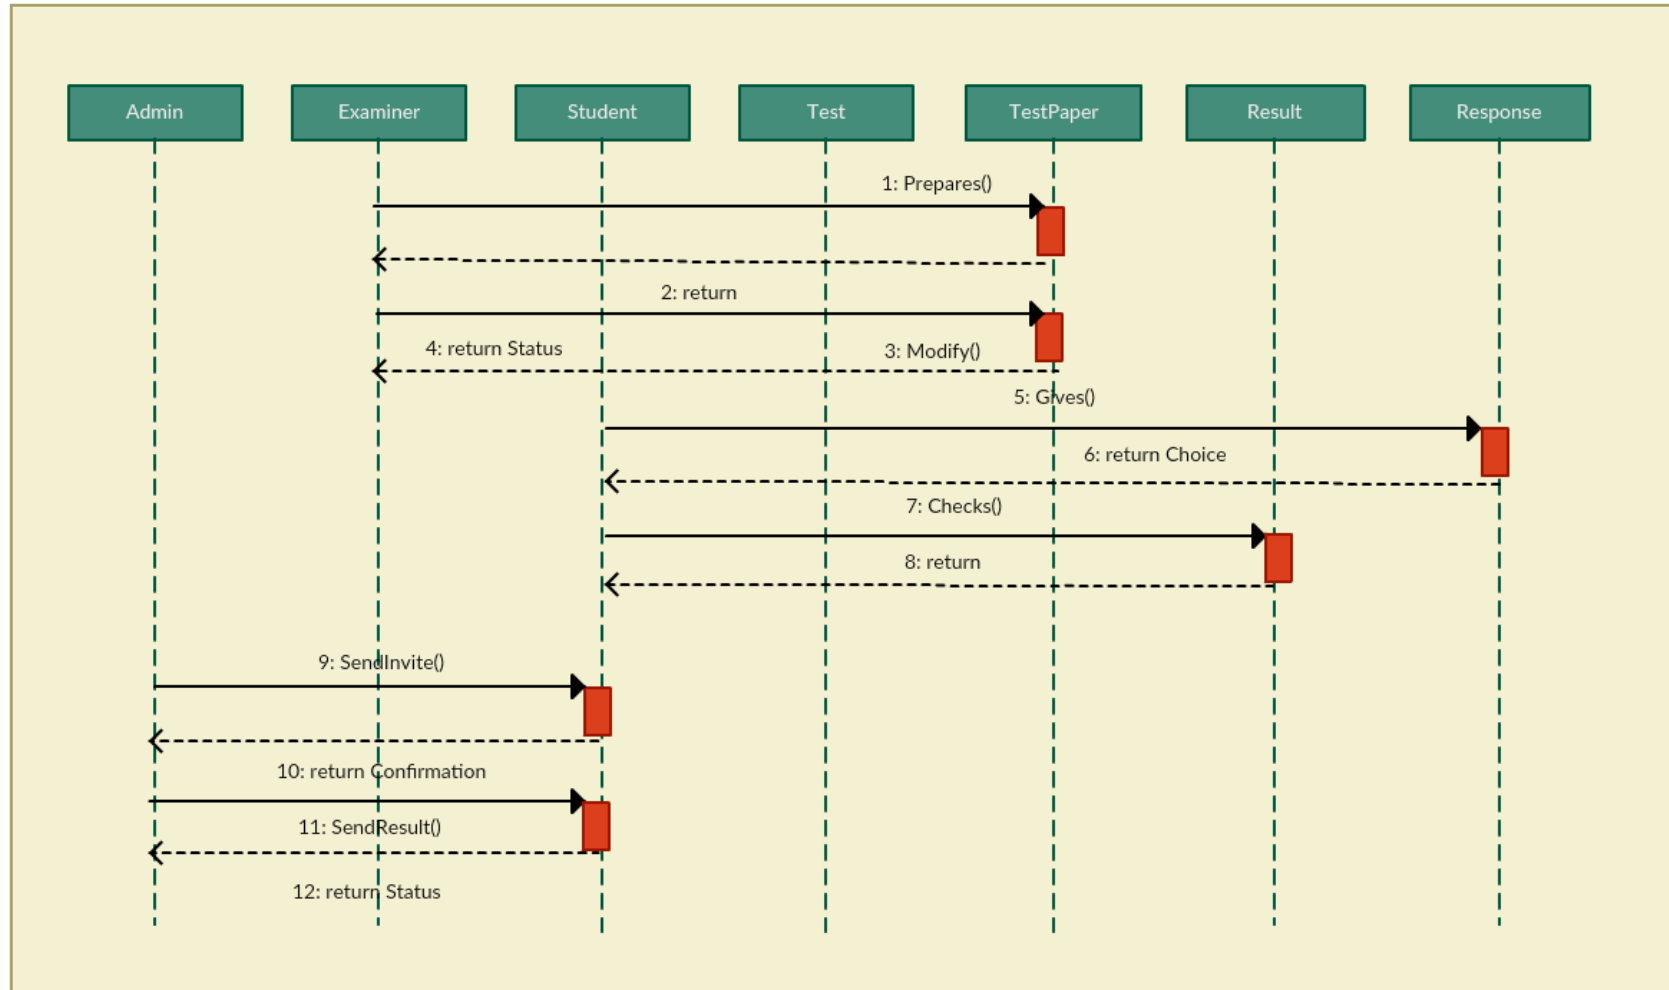 Admin
Examiner
Student
Test
TestPaper
Result
Response
1: Prepares()
2: return
4: return Status
3: Modify()
5: Gives()
6: return Choice
7: Checks()
8: return
9: SendInvite()
10: return Confirmation
11: SendResult()
12: return Status